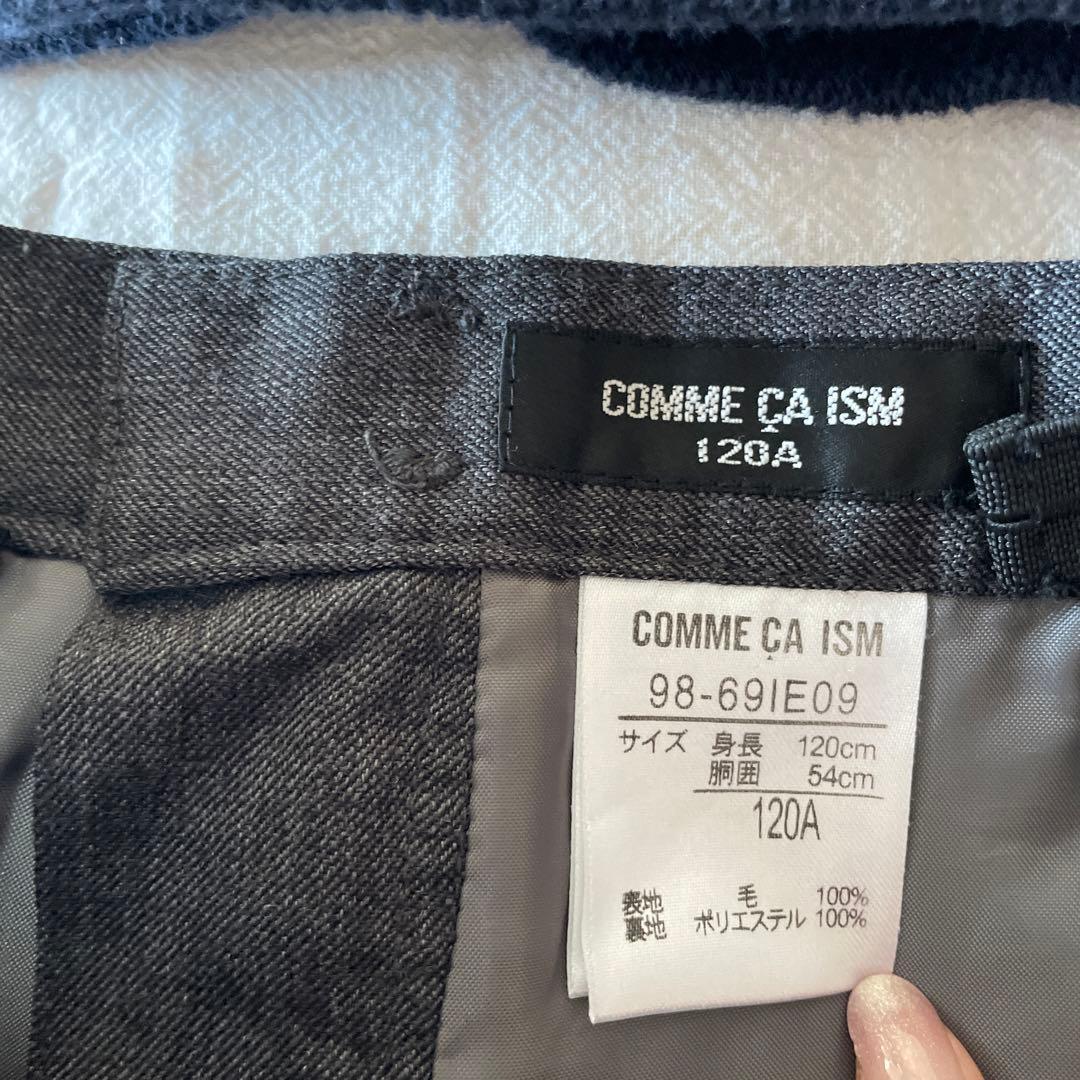 COMME ÇA ISM
120A
COMME ÇA ISM
98-69IE09
サイズ 身長 120cm
胴囲 54cm
120A
表地 毛 100%
裏地 ポリエステル 100%